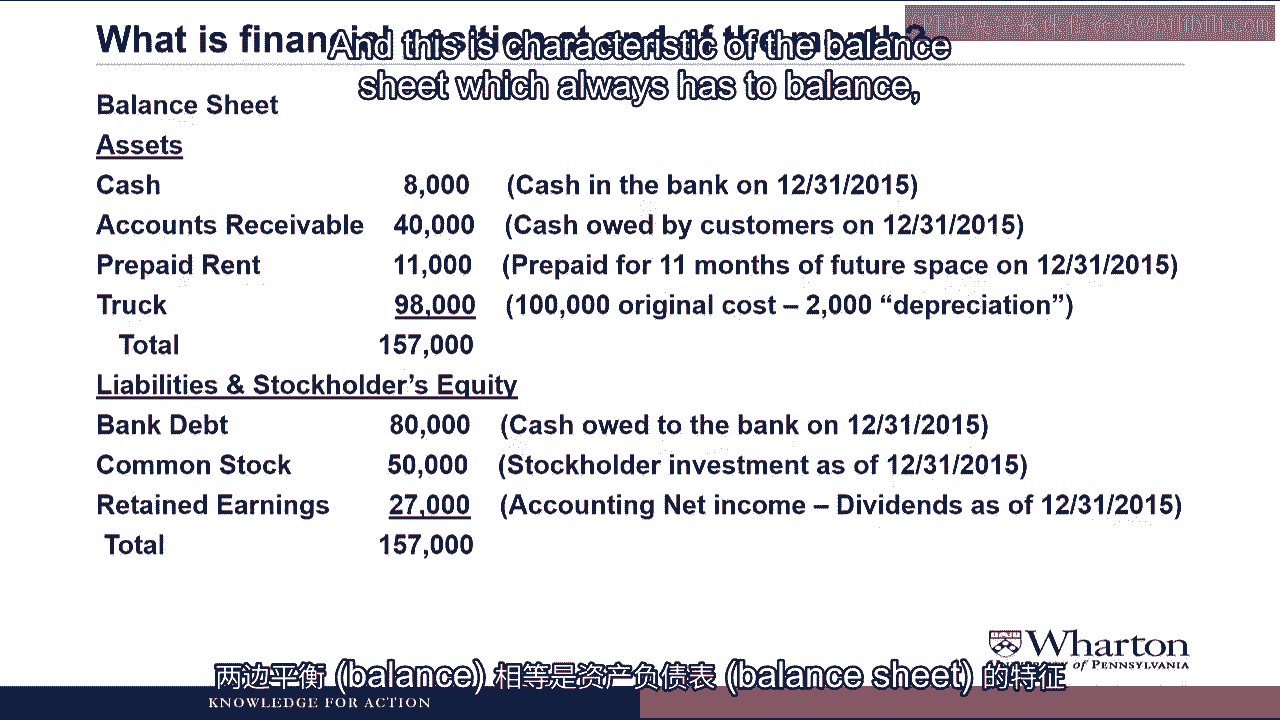 What is financial position at end of the month?
And this is characteristic of the balance
sheet which always has to balance,
Balance Sheet
Assets
Cash 8,000 (Cash in the bank on 12/31/2015)
Accounts Receivable 40,000 (Cash owed by customers on 12/31/2015)
Prepaid Rent 11,000 (Prepaid for 11 months of future space on 12/31/2015)
Truck 98,000 (100,000 original cost – 2,000 “depreciation”)
Total 157,000
Liabilities & Stockholder’s Equity
Bank Debt 80,000 (Cash owed to the bank on 12/31/2015)
Common Stock 50,000 (Stockholder investment as of 12/31/2015)
Retained Earnings 27,000 (Accounting Net income – Dividends as of 12/31/2015)
Total 157,000
Wharton
of PENNSYLVANIA
两边平衡 (balance) 相等是资产负债表 (balance sheet) 的特征
KNOWLEDGE FOR ACTION